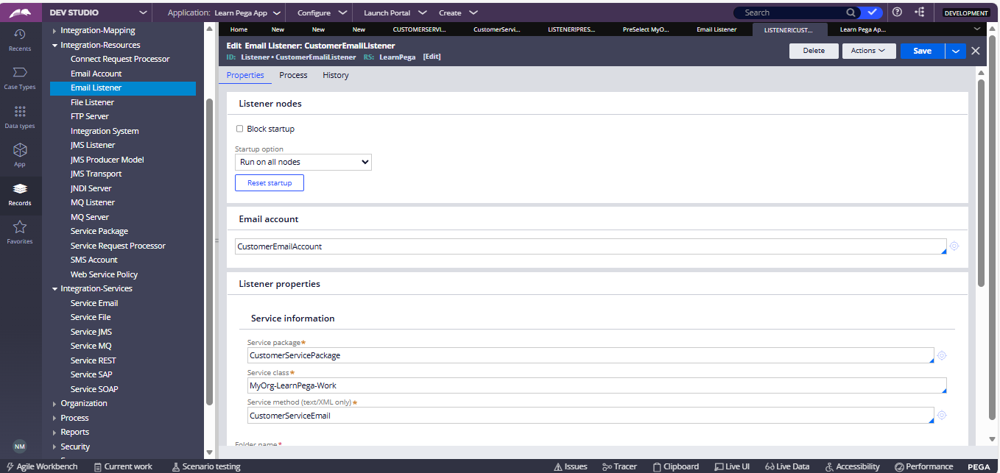 DEV STUDIO
Application: Learn Pega App
Configure
Launch Portal
Create
Search
DEVELOPMENT
Recents
Case Types
Data types
App
Records
Favorites
NM
Integration-Mapping
Integration-Resources
Connect Request Processor
Email Account
Email Listener
File Listener
FTP Server
Integration System
JMS Listener
JMS Producer Model
JMS Transport
JNDI Server
MQ Listener
MQ Server
Service Package
Service Request Processor
SMS Account
Web Service Policy
Integration-Services
Service Email
Service File
Service JMS
Service MQ
Service REST
Service SAP
Service SOAP
Organization
Process
Reports
Security
Home
New
New
New
CUSTOMERSERVI...
CustomerServi...
LISTENER!PRES...
PreSelect MyO...
Email Listener
LISTENER!CUST...
Learn Pega Ap...
Edit Email Listener: CustomerEmailListener
ID: Listener • CustomerEmailListener RS: LearnPega [Edit]
Delete
Actions
Save
Properties
Process
History
Listener nodes
Block startup
Startup option
Run on all nodes
Reset startup
Email account
CustomerEmailAccount
Listener properties
Service information
Service package*
CustomerServicePackage
Service class*
MyOrg-LearnPega-Work
Service method (text/XML only)*
CustomerServiceEmail
Folder name*
Agile Workbench
Current work
Scenario testing
Issues
Tracer
Clipboard
Live UI
Live Data
Accessibility
Performance
PEGA